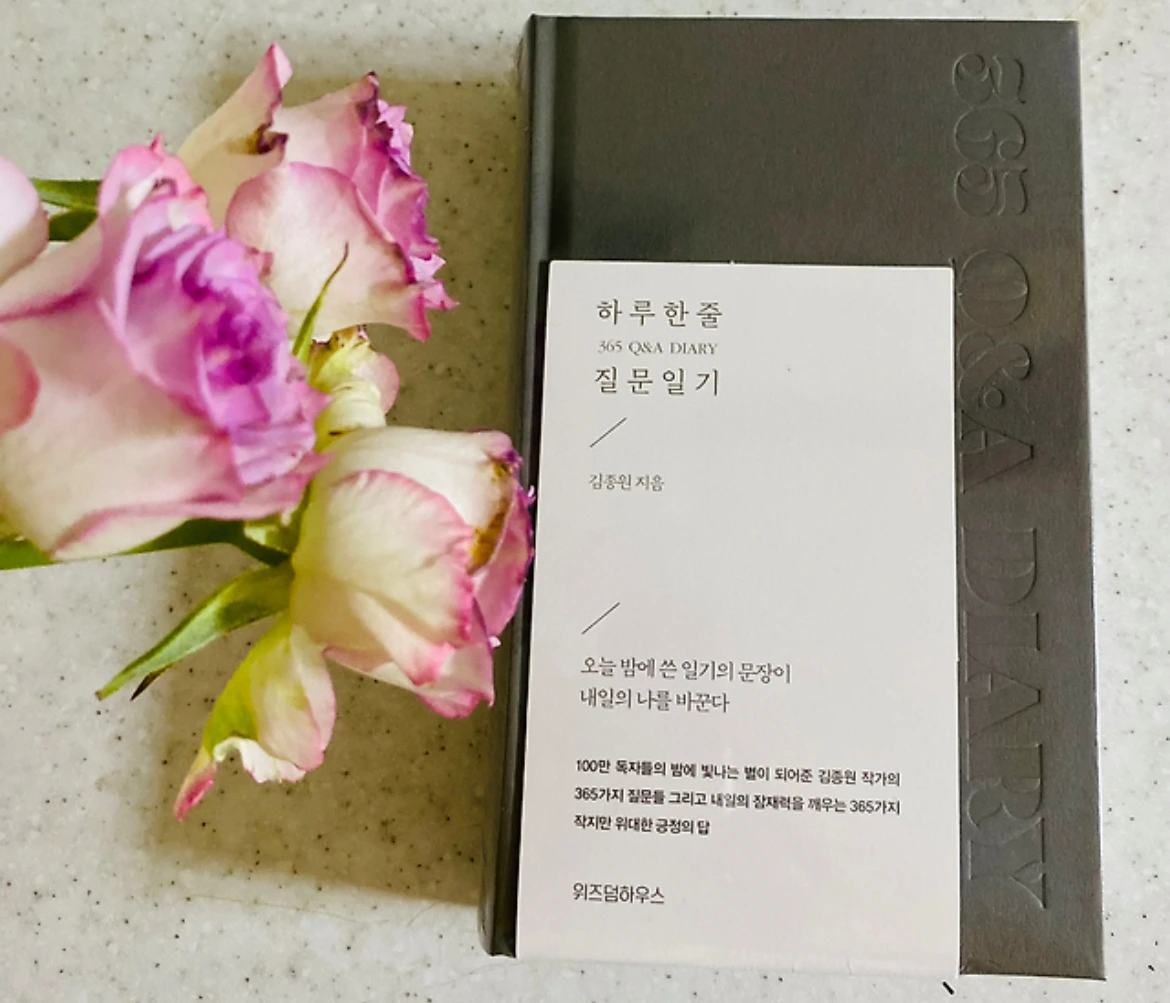 하루한줄
365 Q&A DIARY
질문일기
김종원 지음
오늘 밤에 쓴 일기의 문장이
내일의 나를 바꾼다
100만 독자들의 밤에 빛나는 별이 되어준 김종원 작가의
365가지 질문들 그리고 내일의 잠재력을 깨우는 365가지
작지만 위대한 긍정의 답
위즈덤하우스
365 Q&A DIARY